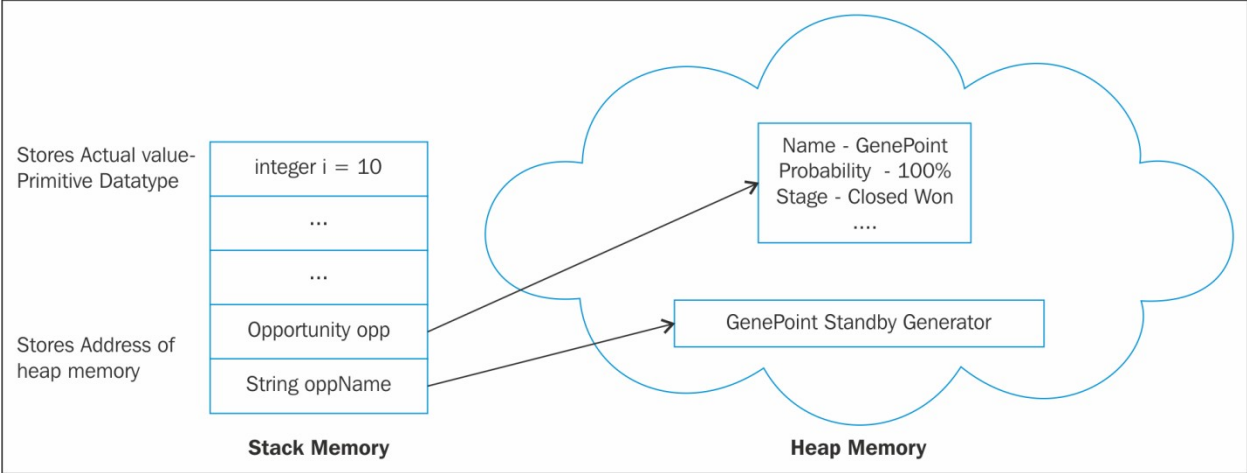 Stores Actual value-
Primitive Datatype
integer i = 10
...
...
Opportunity opp
Stores Address of
heap memory
String oppName
Stack Memory
Name - GenePoint
Probability - 100%
Stage - Closed Won
....
GenePoint Standby Generator
Heap Memory